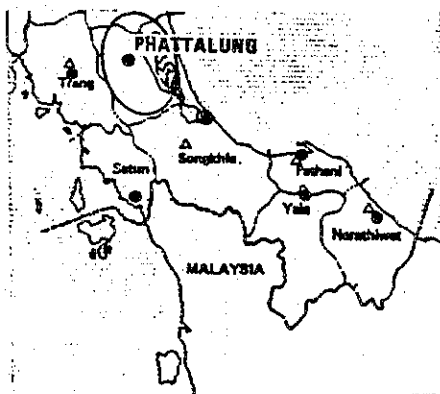 PHATTALUNG
Trang
Songkhla
Pattani
Satun
Yala
Narathiwat
MALAYSIA